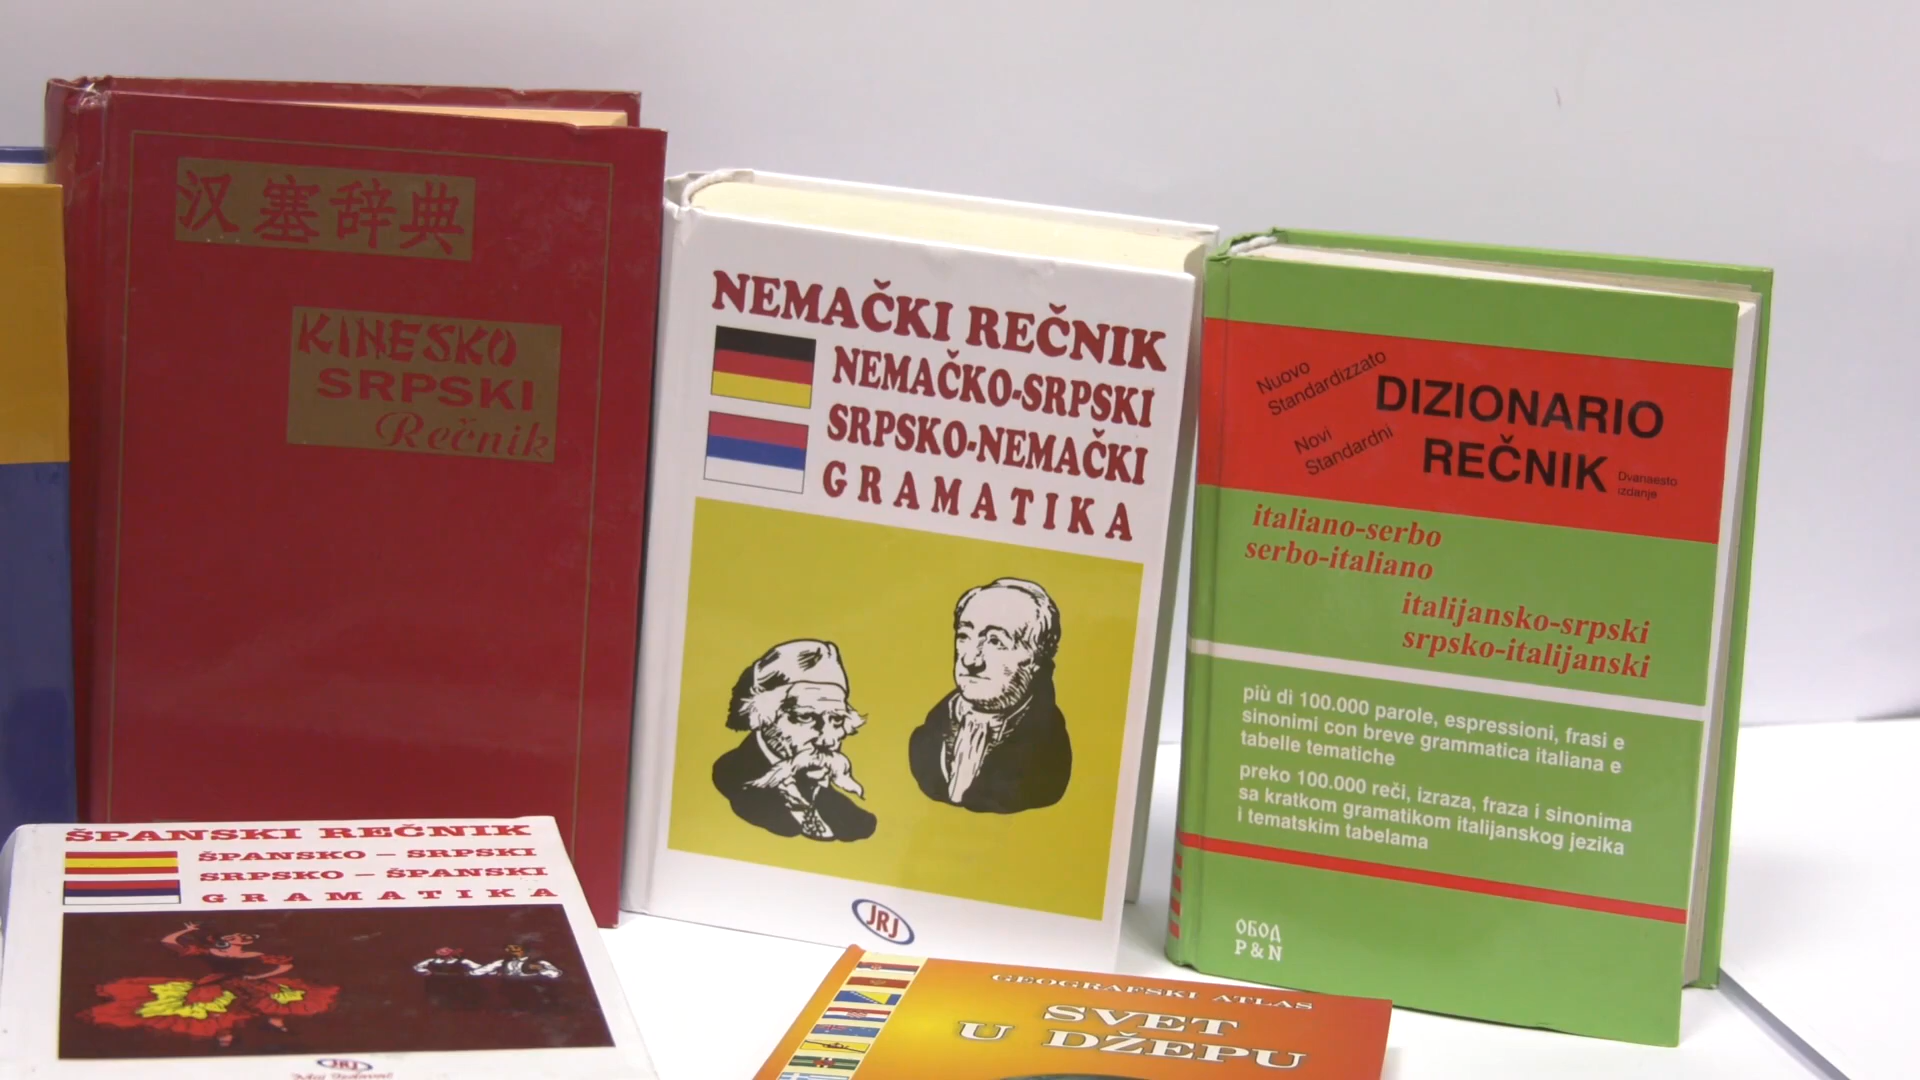 汉塞辞典
KINESKO
SRPSKI
Rečnik
NEMAČKI REČNIK
NEMAČKO-SRPSKI
SRPSKO-NEMAČKI
GRAMATIKA
JRJ
Nuovo
Standardizzato
DIZIONARIO
Novi
Standardni
REČNIK
Dvanaesto
izdanje
italiano-serbo
serbo-italiano
italijansko-srpski
srpsko-italijanski
più di 100.000 parole, espressioni, frasi e
sinonimi con breve grammatica italiana e
tabelle tematiche
preko 100.000 reči, izraza, fraza i sinonima
sa kratkom gramatikom italijanskog jezika
i tematskim tabelama
ОБОД
P & N
ŠPANSKI REČNIK
ŠPANSKO – SRPSKI
SRPSKO – ŠPANSKI
GRAMATIKA
JRJ
GEOGRAFSKI ATLAS
SVET
U DŽEPU